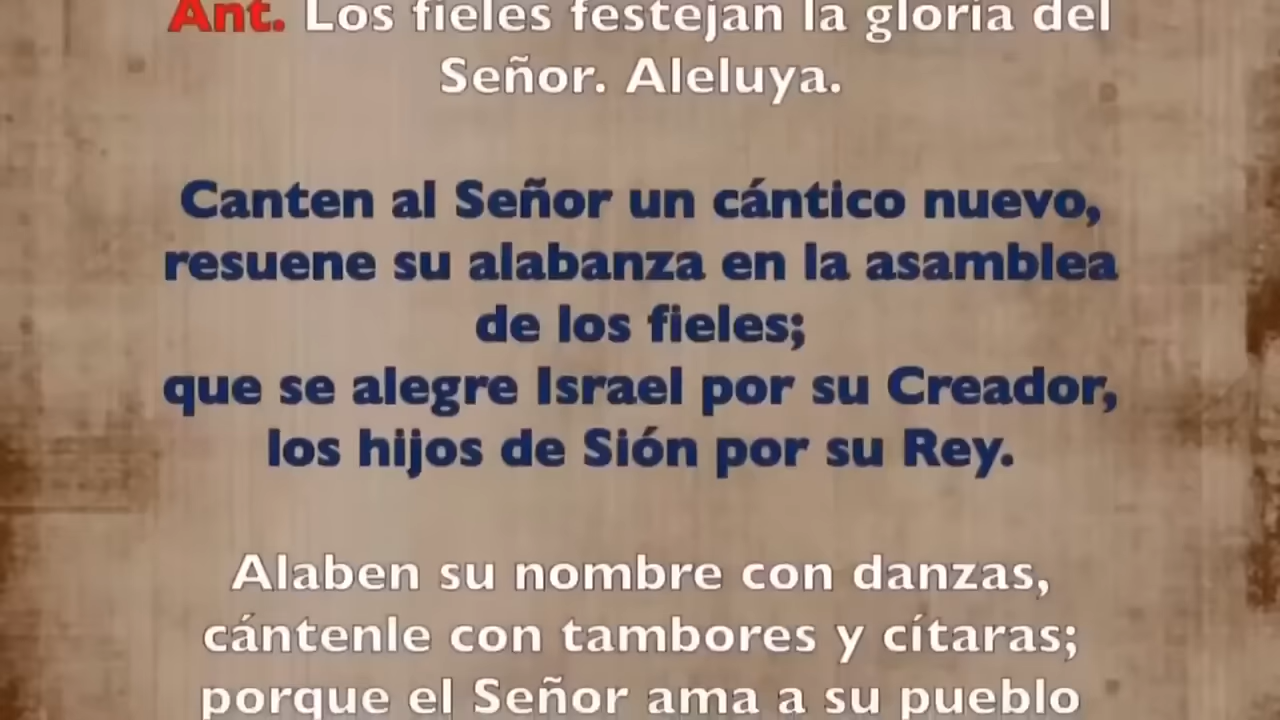 Ant. Los fieles festejan la gloria del
Señor. Aleluya.
Canten al Señor un cántico nuevo,
resuene su alabanza en la asamblea
de los fieles;
que se alegre Israel por su Creador,
los hijos de Sión por su Rey.
Alaben su nombre con danzas,
cántenle con tambores y cítaras;
porque el Señor ama a su pueblo